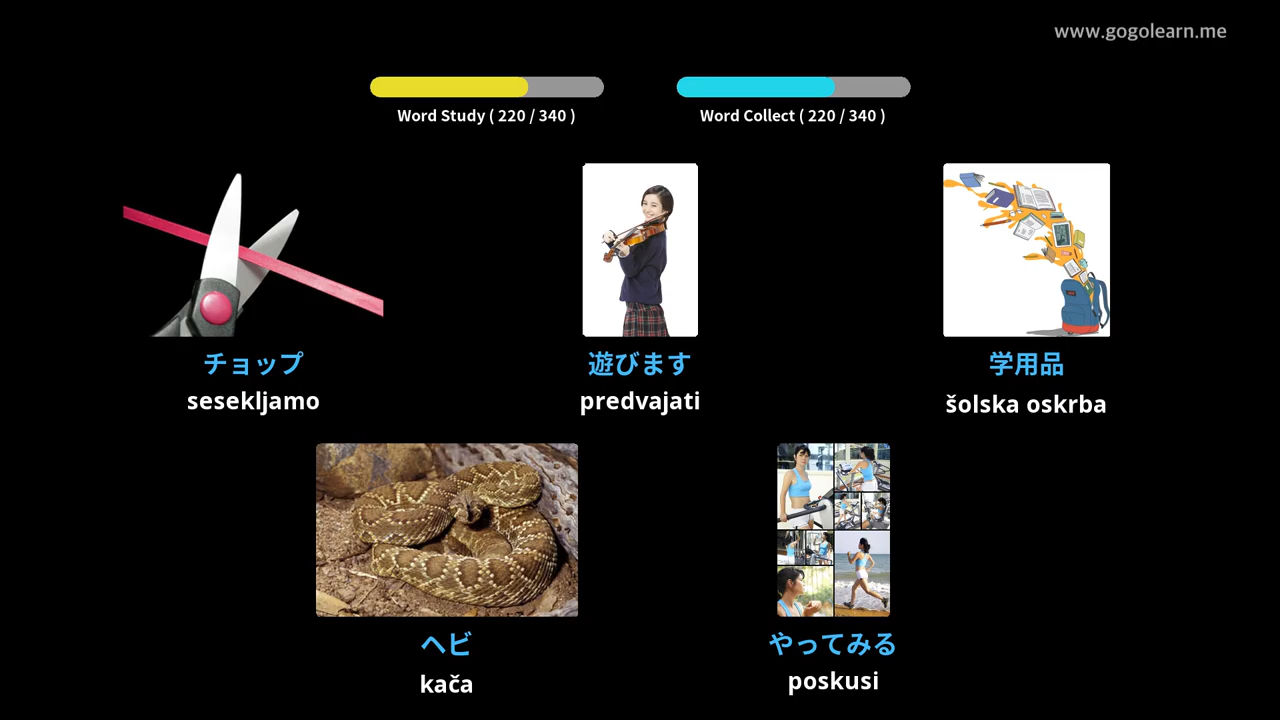 www.gogolearn.me
Word Study ( 220 / 340 )
Word Collect ( 220 / 340 )
チョップ
sesekljamo
遊びます
predvajati
学用品
šolska oskrba
ヘビ
kača
やってみる
poskusi